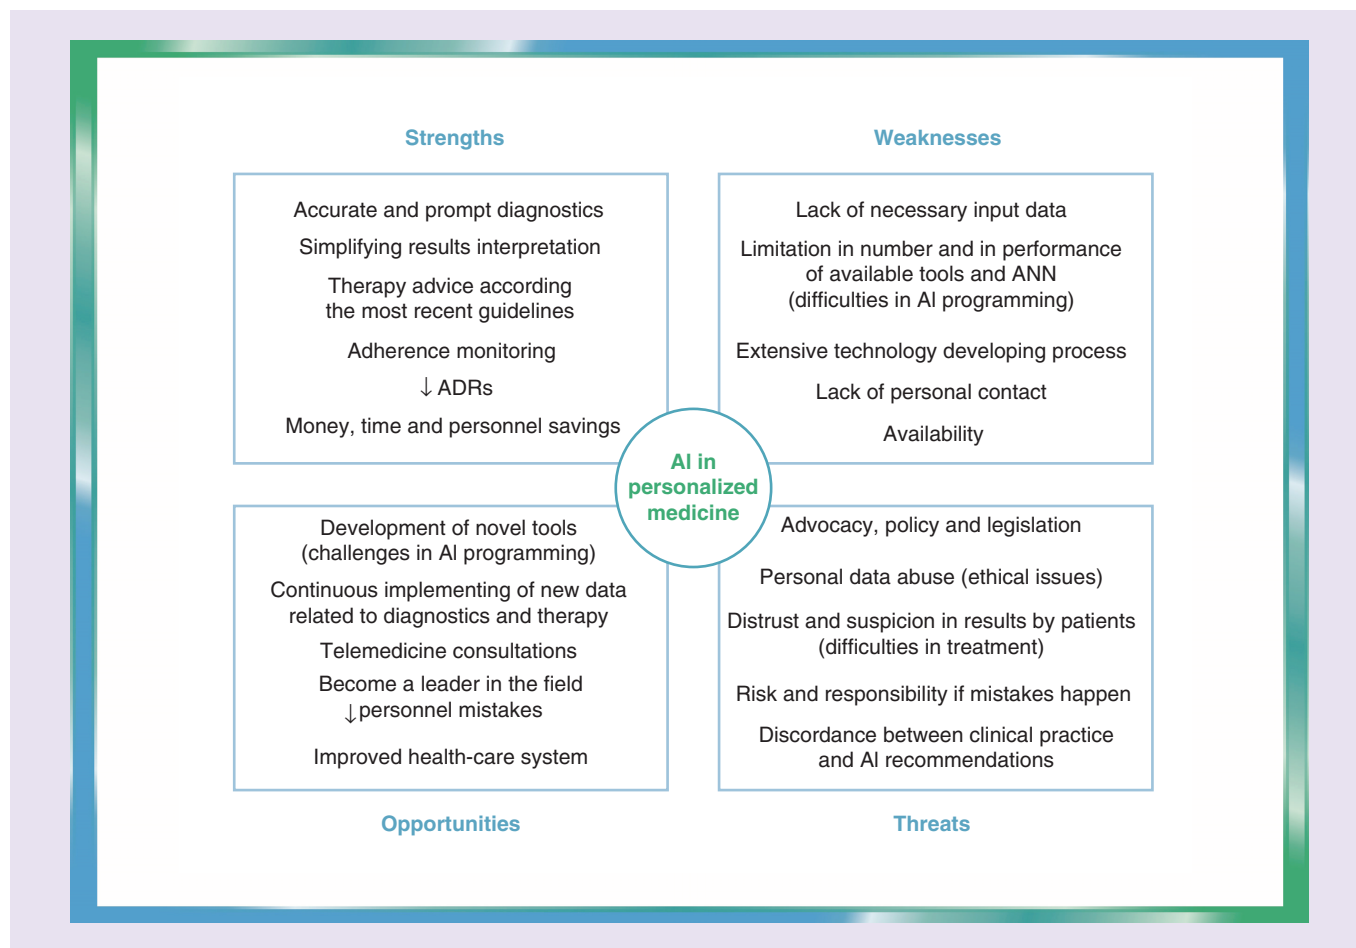 Strengths
Accurate and prompt diagnostics
Simplifying results interpretation
Therapy advice according
the most recent guidelines
Adherence monitoring
↓ ADRs
Money, time and personnel savings
Weaknesses
Lack of necessary input data
Limitation in number and in performance
of available tools and ANN
(difficulties in AI programming)
Extensive technology developing process
Lack of personal contact
Availability
AI in
personalized
medicine
Development of novel tools
(challenges in AI programming)
Continuous implementing of new data
related to diagnostics and therapy
Telemedicine consultations
Become a leader in the field
↓ personnel mistakes
Improved health-care system
Opportunities
Advocacy, policy and legislation
Personal data abuse (ethical issues)
Distrust and suspicion in results by patients
(difficulties in treatment)
Risk and responsibility if mistakes happen
Discordance between clinical practice
and AI recommendations
Threats